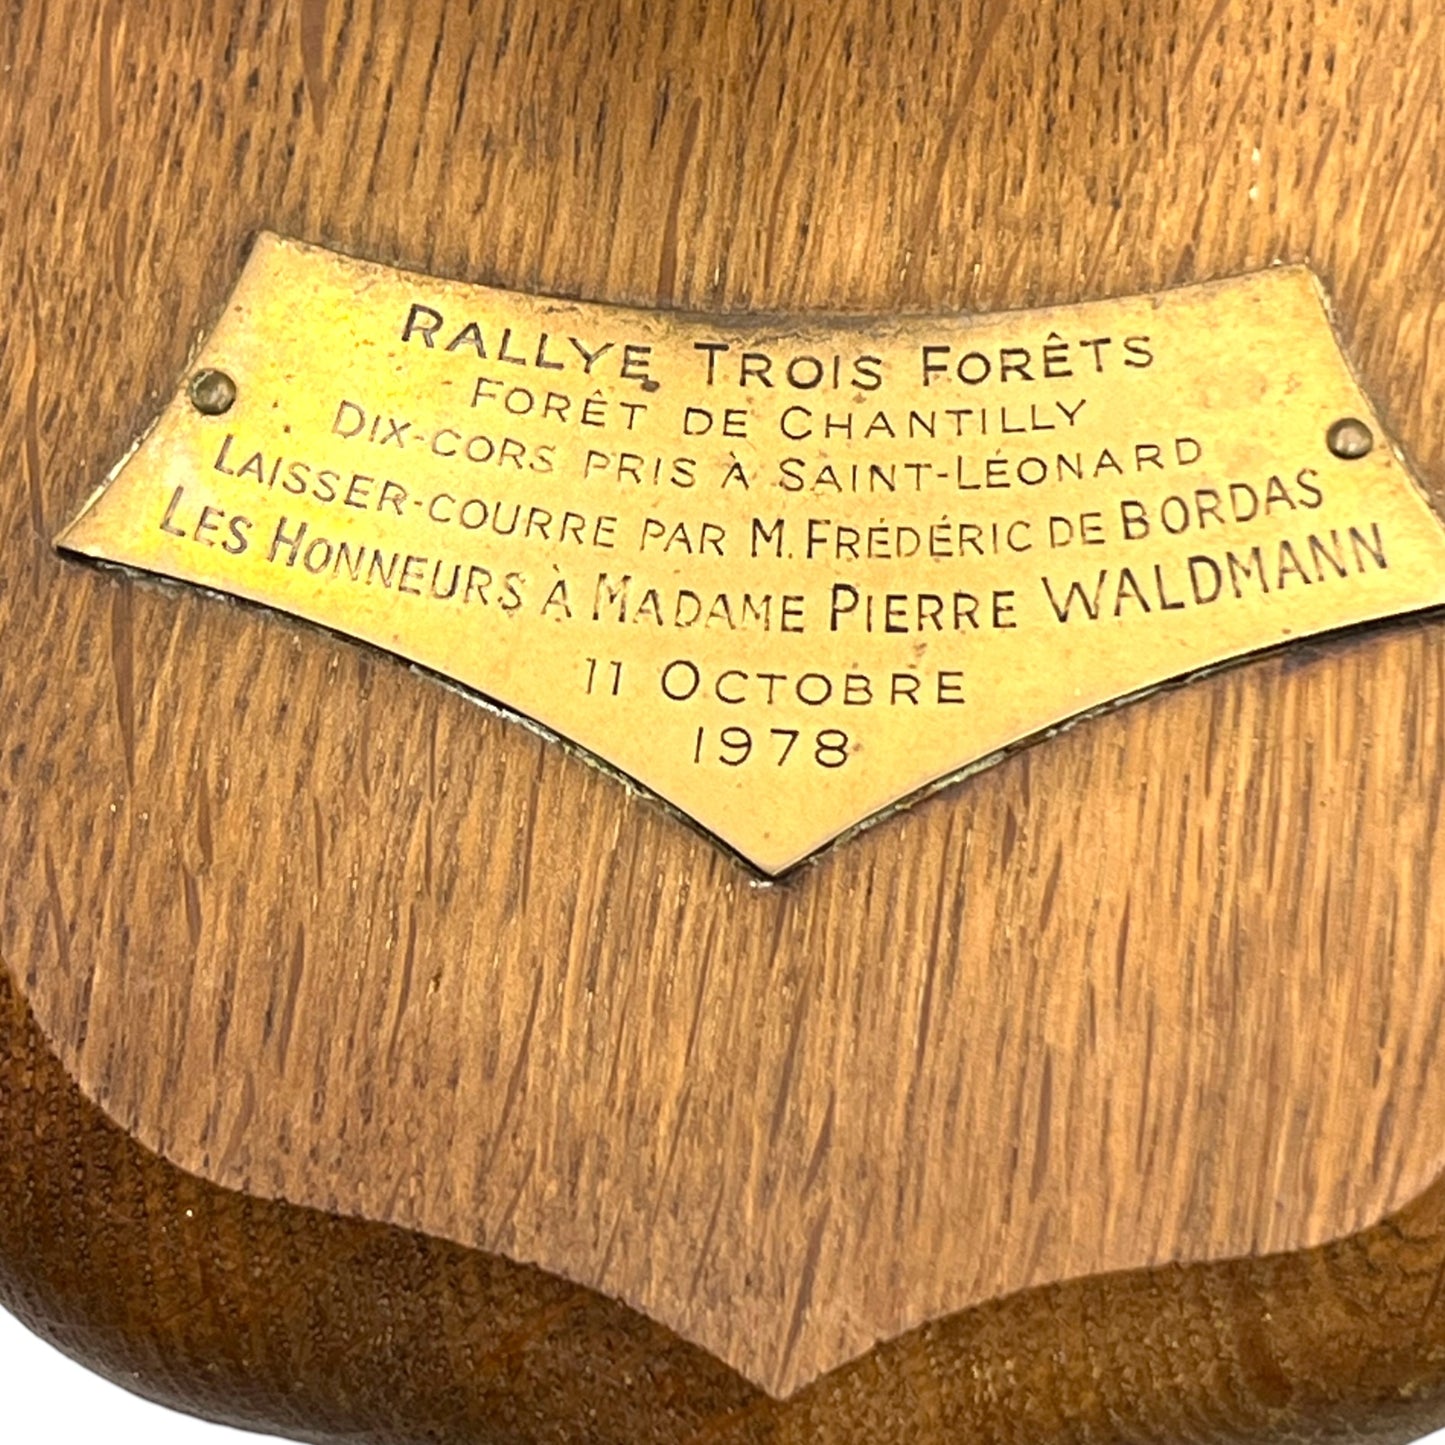 RALLYE TROIS FORÊTS
FORÊT DE CHANTILLY
DIX-CORS PRIS À SAINT-LÉONARD
LAISSER-COURRE PAR M. FRÉDÉRIC DE BORDAS
LES HONNEURS À MADAME PIERRE WALDMANN
11 OCTOBRE
1978